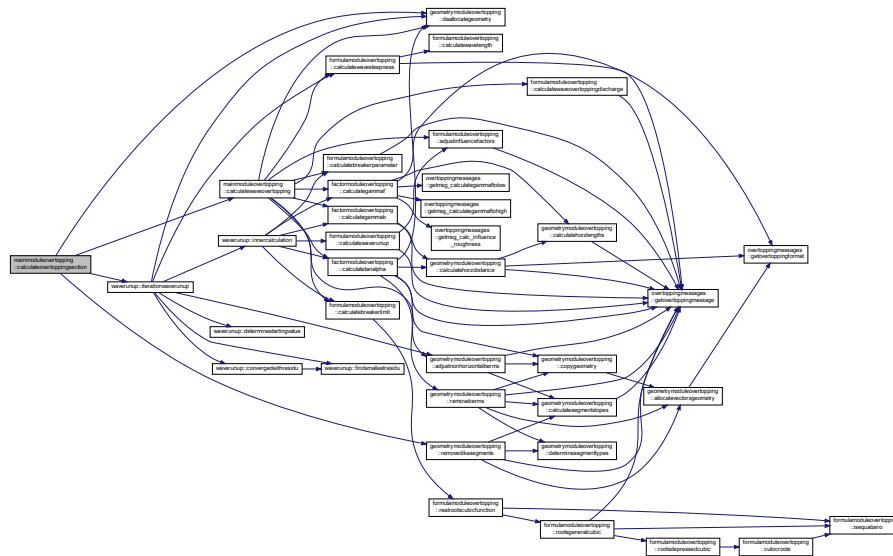 geometrymoduleovertopping
::deallocategeometry
formulamoduleovertopping
::calculatewavelength
formulamoduleovertopping
::calculatewavesteepness
formulamoduleovertopping
::calculatewaveovertoppingdischarge
formulamoduleovertopping
::adjustinfluencefactors
formulamoduleovertopping
::calculatebreakerparameter
overtoppingmessages
::getmsg_calculategammaftolow
mainmoduleovertopping
::calculatewaveovertopping
factormoduleovertopping
::calculategammaf
overtoppingmessages
::getmsg_calculategammaftohigh
factormoduleovertopping
::calculategammab
overtoppingmessages
::getmsg_calc_influence
_roughness
geometrymoduleovertopping
::calculatehorzlengths
waverunup::innercalculation
formulamoduleovertopping
::calculatewaverunup
overtoppingmessages
::getovertoppingformat
mainmoduleovertopping
::calculateovertoppingsection
factormoduleovertopping
::calculatetanalpha
geometrymoduleovertopping
::calculatehorzdistance
waverunup::iterationwaverunup
overtoppingmessages
::getovertoppingmessage
formulamoduleovertopping
::calculatebreakerlimit
waverunup::determinestartingvalue
geometrymoduleovertopping
::adjustnonhorizontalberms
geometrymoduleovertopping
::copygeometry
waverunup::convergedwithresidu
waverunup::findsmallestresidu
geometrymoduleovertopping
::allocatevectorsgeometry
geometrymoduleovertopping
::removeberms
geometrymoduleovertopping
::calculatesegmentslopes
geometrymoduleovertopping
::removedikesegments
geometrymoduleovertopping
::determinesegmenttypes
formulamoduleovertopping
::realrootscubicfunction
formulamoduleovertopping
::rootsgeneralcubic
formulamoduleovertopping
::isequalzero
formulamoduleovertopping
::rootsdepressedcubic
formulamoduleovertopping
::cubicroots